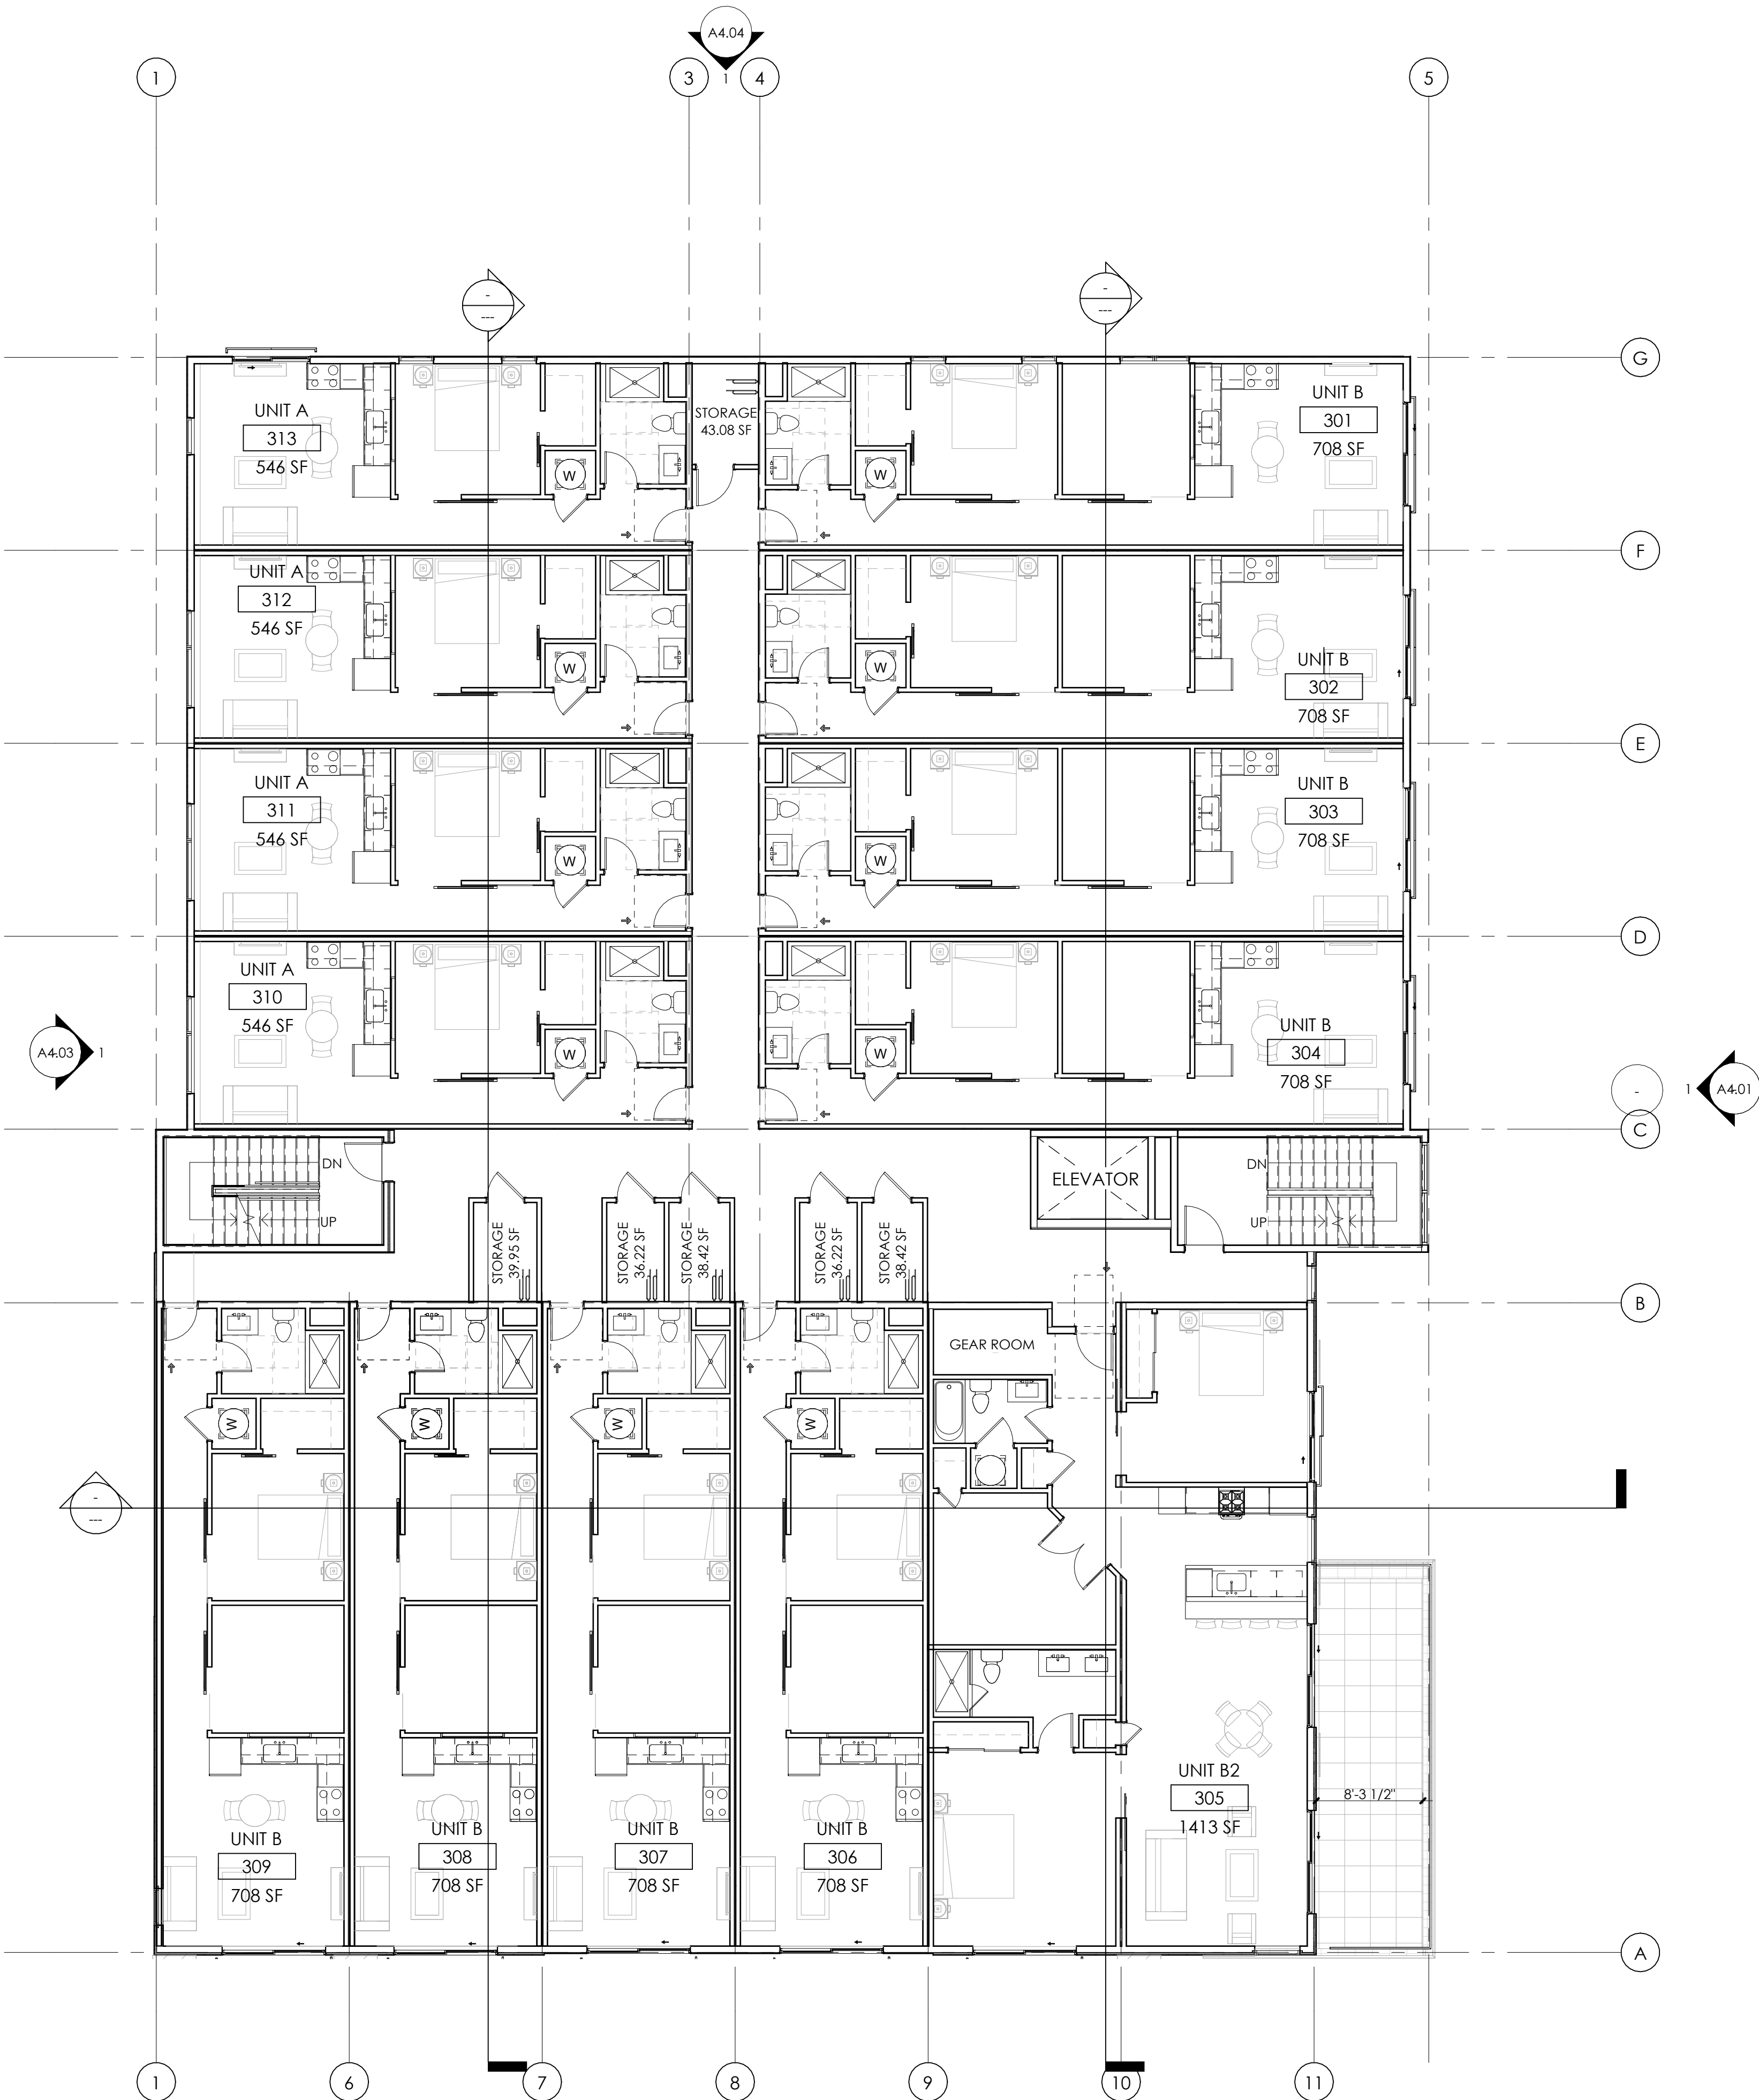 A4.04
1
1
3
4
5
G
UNIT A
313
546 SF
W
STORAGE
43.08 SF
W
UNIT B
301
708 SF
F
UNIT A
312
546 SF
W
W
UNIT B
302
708 SF
E
UNIT A
311
546 SF
W
W
UNIT B
303
708 SF
D
UNIT A
310
546 SF
W
W
UNIT B
304
708 SF
A4.03
1
-
1
A4.01
C
DN
UP
ELEVATOR
DN
UP
STORAGE
39.95 SF
STORAGE
36.22 SF
STORAGE
38.42 SF
STORAGE
36.22 SF
STORAGE
38.42 SF
B
GEAR ROOM
W
W
W
W
-
---
-
---
-
---
UNIT B2
305
1413 SF
8'-3 1/2"
UNIT B
309
708 SF
UNIT B
308
708 SF
UNIT B
307
708 SF
UNIT B
306
708 SF
A
1
6
7
8
9
10
11